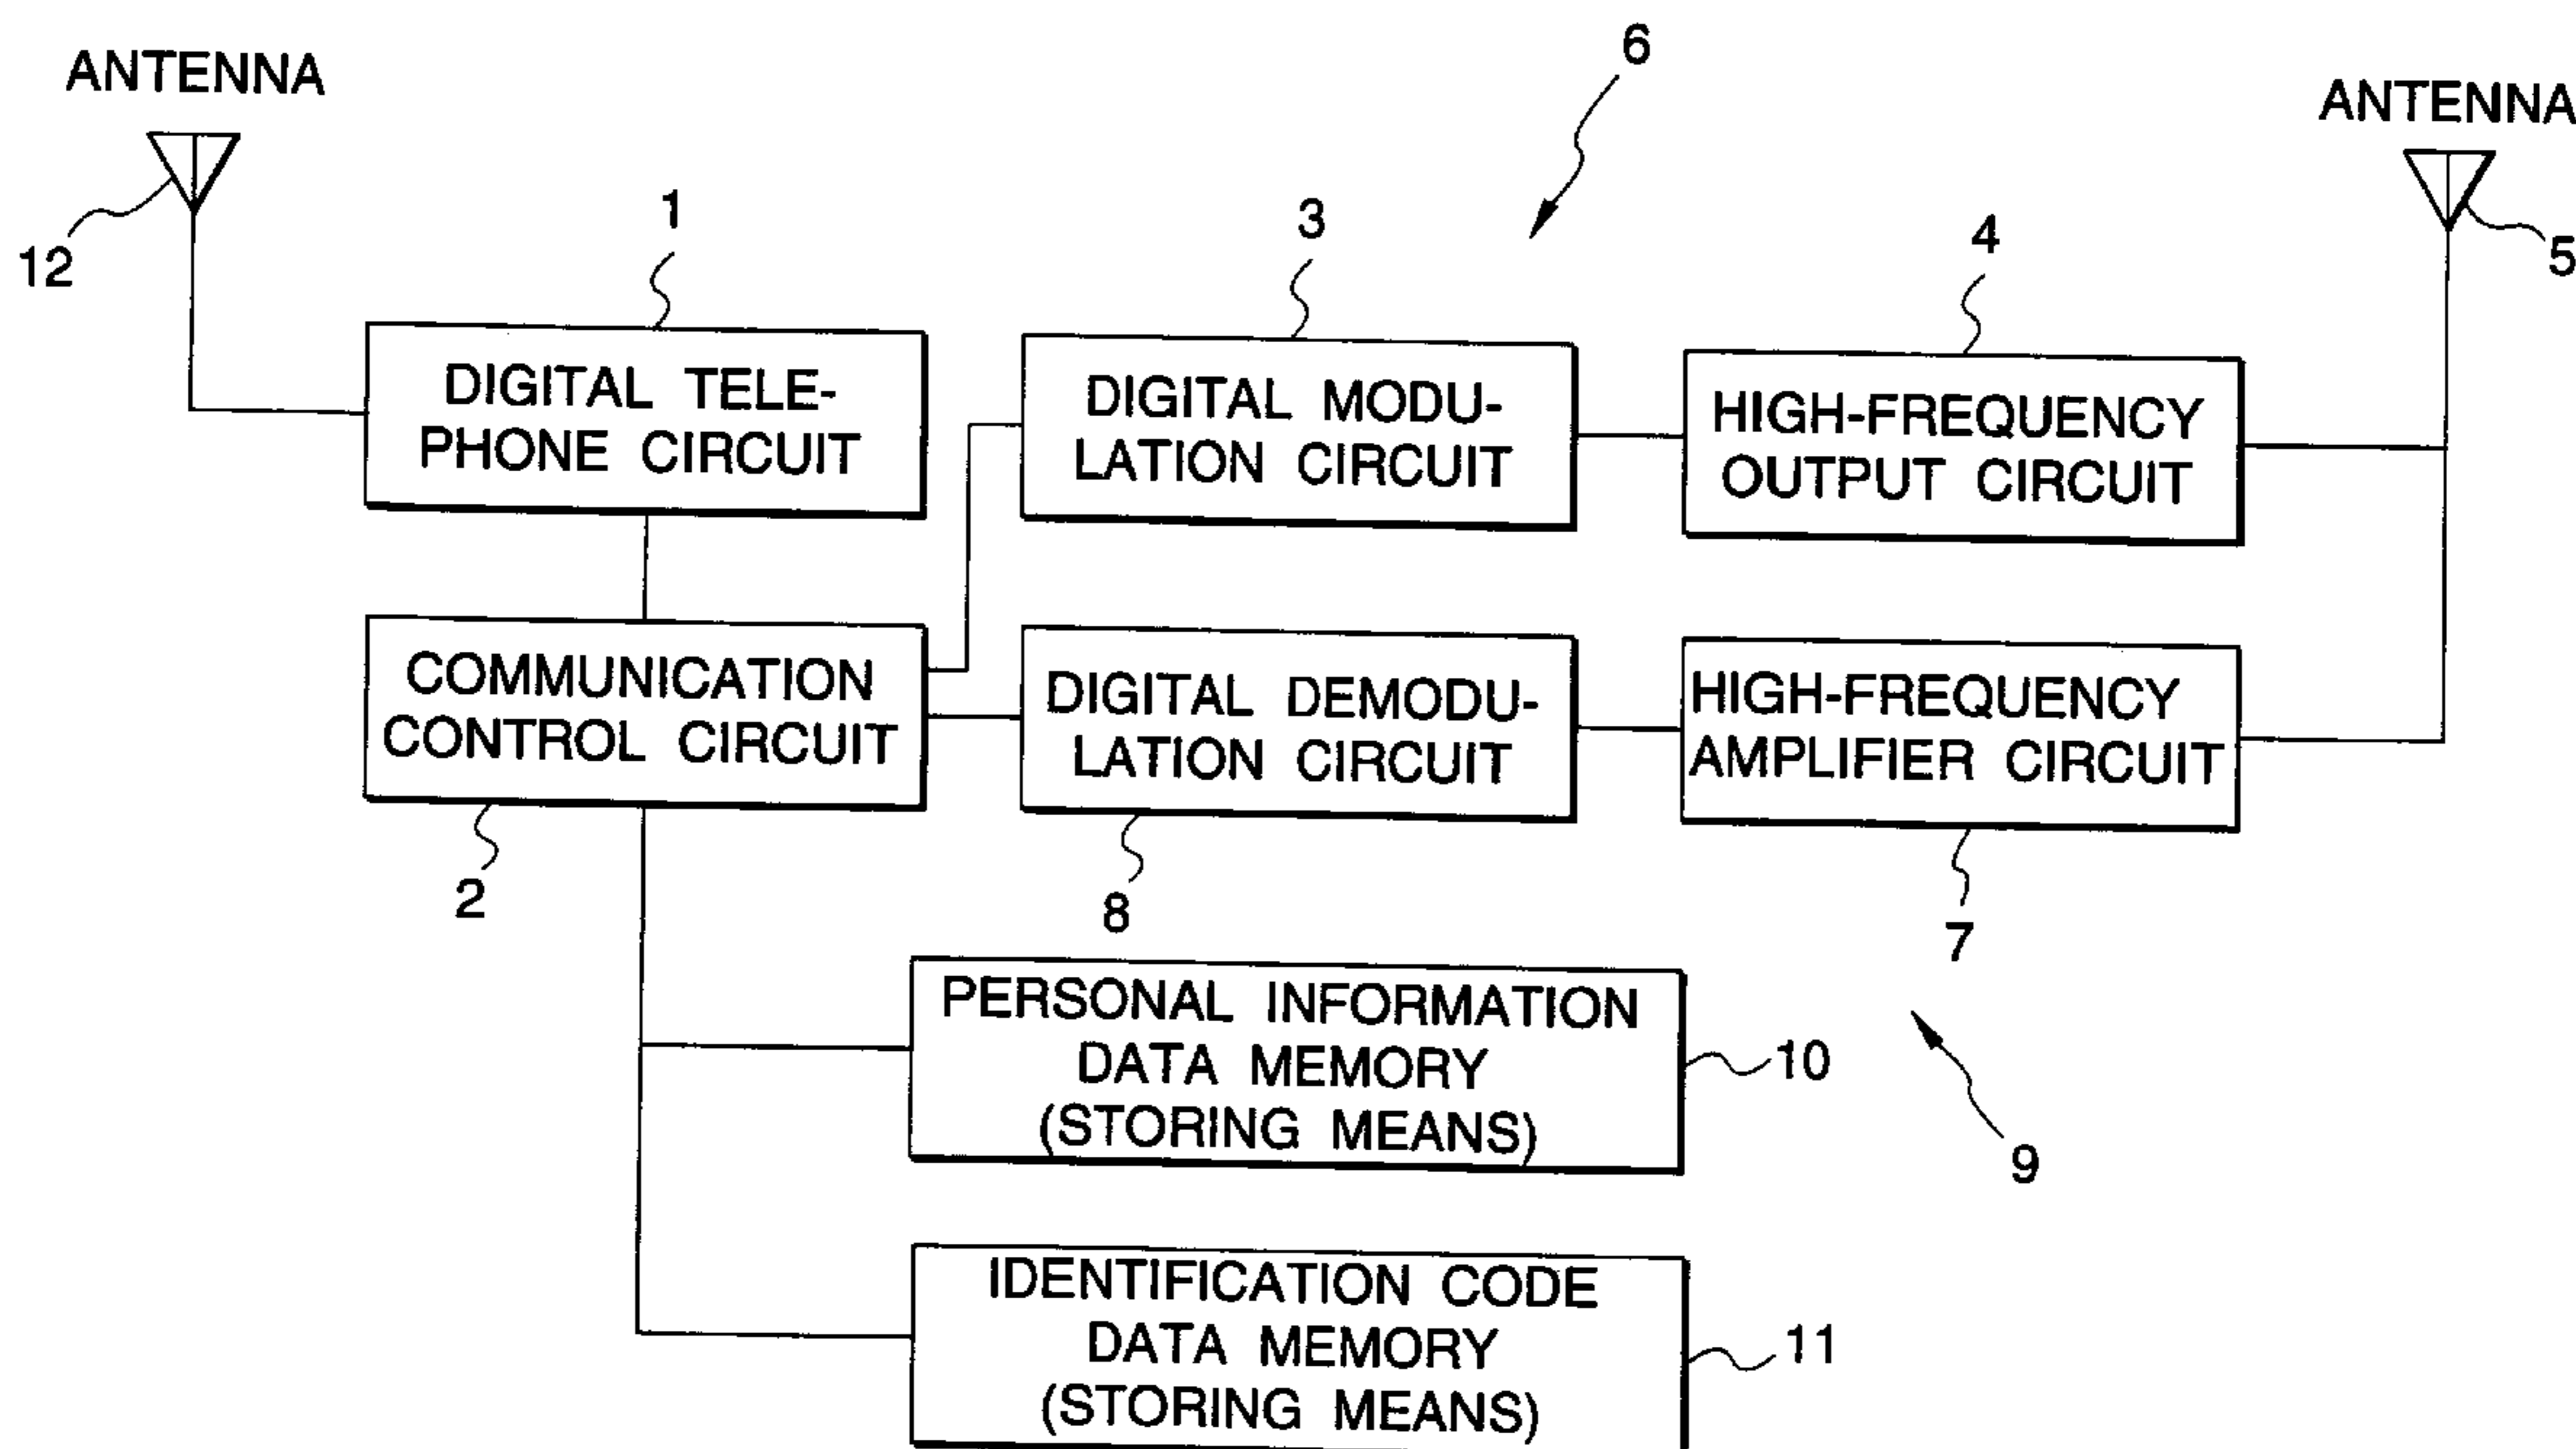 6
ANTENNA
ANTENNA
12
1
3
4
5
DIGITAL TELE-
PHONE CIRCUIT
DIGITAL MODU-
LATION CIRCUIT
HIGH-FREQUENCY
OUTPUT CIRCUIT
COMMUNICATION
CONTROL CIRCUIT
DIGITAL DEMODU-
LATION CIRCUIT
HIGH-FREQUENCY
AMPLIFIER CIRCUIT
2
8
7
PERSONAL INFORMATION
DATA MEMORY
(STORING MEANS)
10
9
IDENTIFICATION CODE
DATA MEMORY
(STORING MEANS)
11